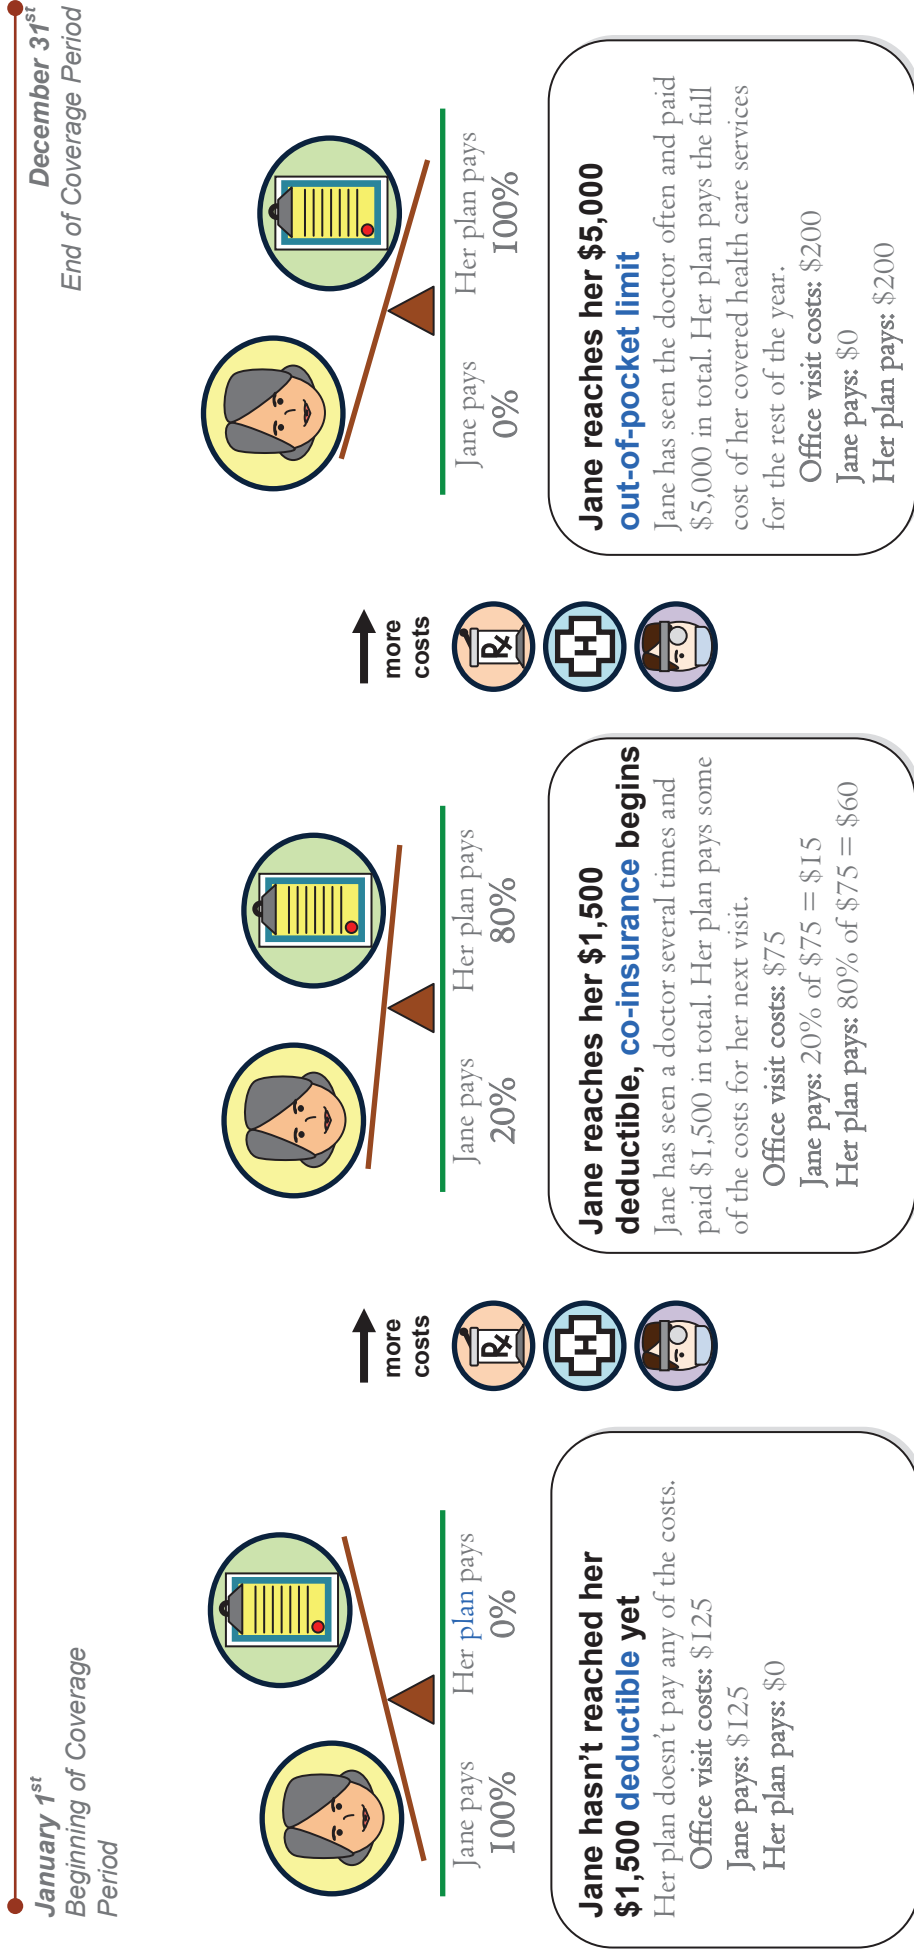 January 1st
Beginning of Coverage
Period
December 31st
End of Coverage Period
Jane pays
100%
Her plan pays
0%
more
costs
Rx
H
Jane pays
20%
Her plan pays
80%
more
costs
Rx
H
Jane pays
0%
Her plan pays
100%
Jane hasn't reached her
$1,500 deductible yet
Her plan doesn't pay any of the costs.
Office visit costs: $125
Jane pays: $125
Her plan pays: $0
Jane reaches her $1,500
deductible, co-insurance begins
Jane has seen a doctor several times and
paid $1,500 in total. Her plan pays some
of the costs for her next visit.
Office visit costs: $75
Jane pays: 20% of $75 = $15
Her plan pays: 80% of $75 = $60
Jane reaches her $5,000
out-of-pocket limit
Jane has seen the doctor often and paid
$5,000 in total. Her plan pays the full
cost of her covered health care services
for the rest of the year.
Office visit costs: $200
Jane pays: $0
Her plan pays: $200